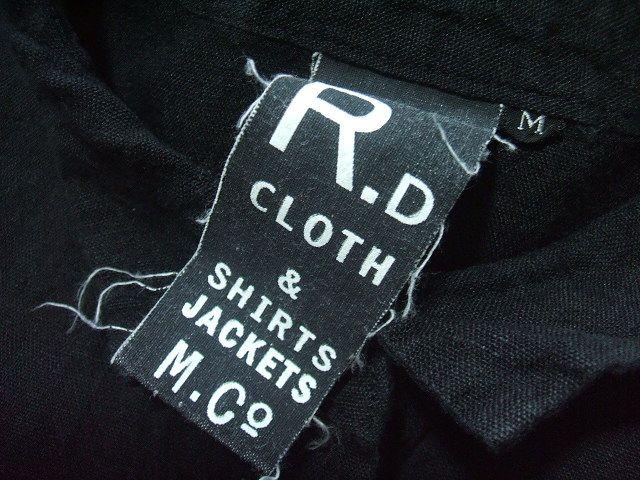 R.D
CLOTH
&
SHIRTS
JACKETS
M.Co
M